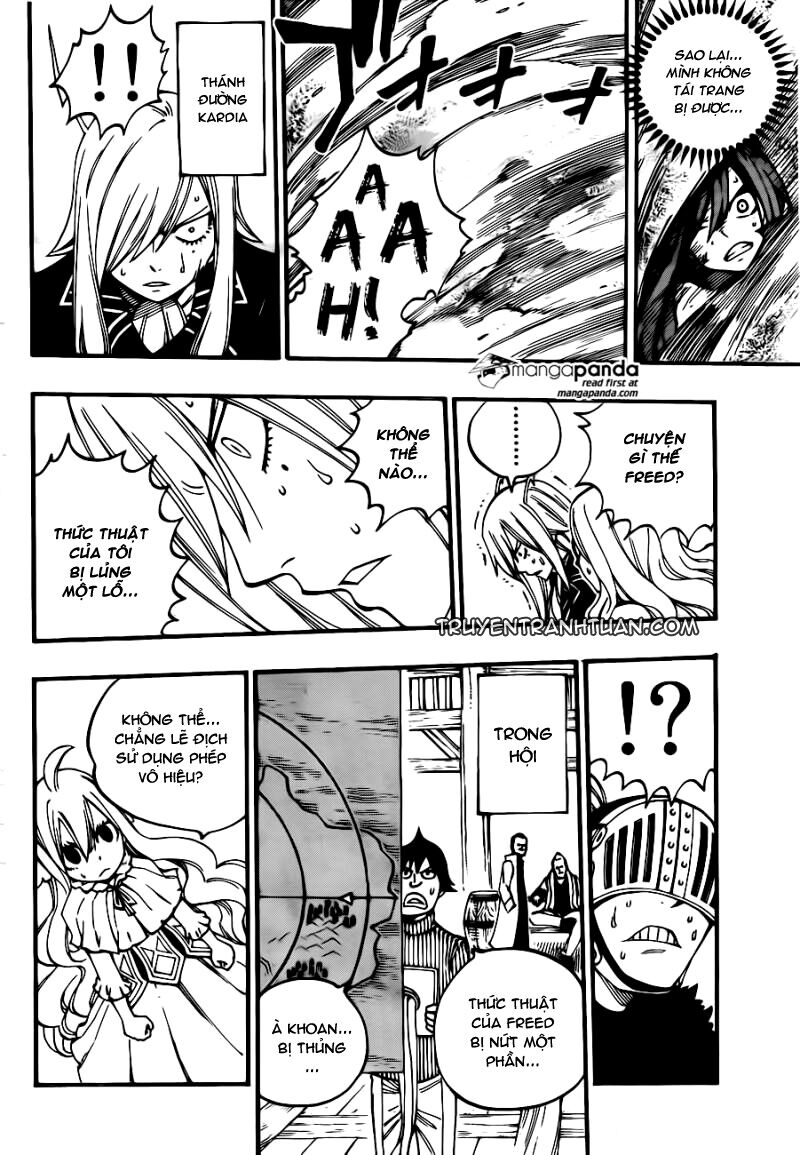 SAO LẠI...
MÌNH KHÔNG
TÁI TRANG
BỊ ĐƯỢC...
A
A A
A
H!
THÁNH
ĐƯỜNG
KARDIA
!!
mangapanda
read first at
mangapanda.com
CHUYỆN
GÌ THẾ
FREED?
........
KHÔNG
THỂ
NÀO...
THỨC THUẬT
CỦA TÔI
BỊ LỦNG
MỘT LỖ...
TRUYENTRANHTUAN.COM
!?
TRONG
HỘI
THỨC THUẬT
CỦA FREED
BỊ NỨT MỘT
PHẦN...
À KHOAN...
BỊ THỦNG
...
KHÔNG THỂ...
CHẲNG LẼ ĐỊCH
SỬ DỤNG PHÉP
VÔ HIỆU?